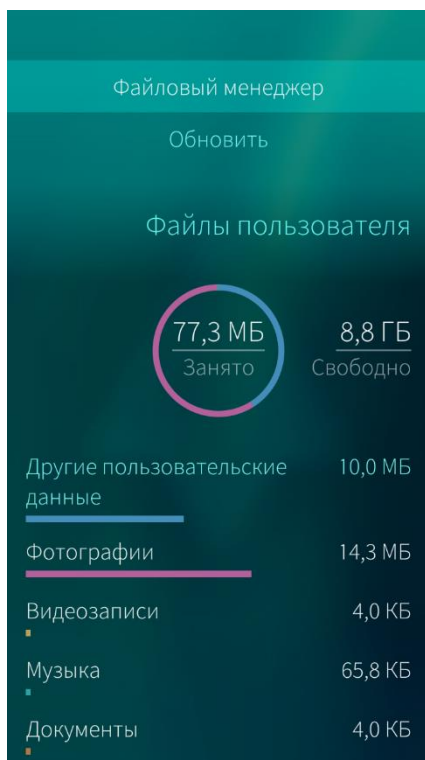 Файловый менеджер
Обновить
Файлы пользователя
77,3 МБ 8,8 ГБ
Занято Свободно
Другие пользовательские 10,0 МБ
данные
Фотографии 14,3 МБ
Видеозаписи 4,0 КБ
Музыка 65,8 КБ
Документы 4,0 КБ